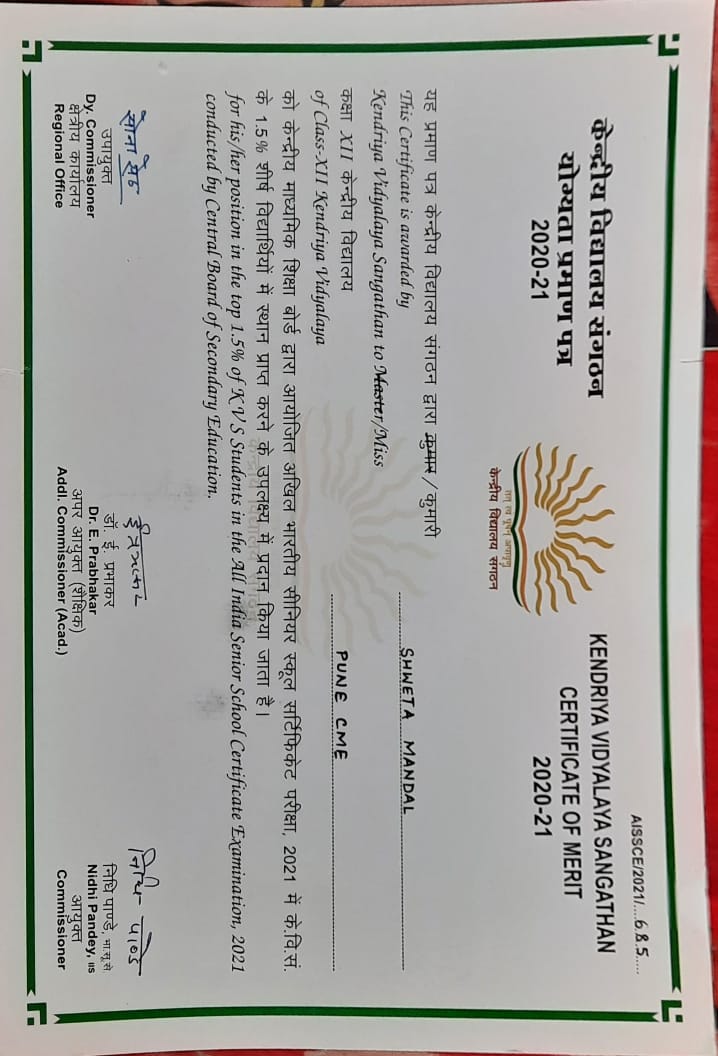 AISSCE/2021/....685.....
केन्द्रीय विद्यालय संगठन
योग्यता प्रमाण पत्र
2020-21
KENDRIYA VIDYALAYA SANGATHAN
CERTIFICATE OF MERIT
2020-21
तत् त्वं पूषन् अपावृणु
केन्द्रीय विद्यालय संगठन
यह प्रमाण पत्र केन्द्रीय विद्यालय संगठन द्वारा कुमार / कुमारी
This Certificate is awarded by
Kendriya Vidyalaya Sangathan to Master/Miss SHWETA MANDAL
कक्षा XII केन्द्रीय विद्यालय
of Class-XII Kendriya Vidyalaya PUNE CME
को केन्द्रीय माध्यमिक शिक्षा बोर्ड द्वारा आयोजित अखिल भारतीय सीनियर स्कूल सर्टिफिकेट परीक्षा, 2021 में के.वि.सं.
के 1.5% शीर्ष विद्यार्थियों में स्थान प्राप्त करने के उपलक्ष्य में प्रदान किया जाता है।
for his/her position in the top 1.5% of K V S Students in the All India Senior School Certificate Examination, 2021
conducted by Central Board of Secondary Education.
सोना सेठ
उपायुक्त
Dy. Commissioner
क्षेत्रीय कार्यालय
Regional Office
डॉ. ई. प्रभाकर
Dr. E. Prabhakar
अपर आयुक्त (शैक्षिक)
Addl. Commissioner (Acad.)
निधि पाण्डे
निधि पाण्डे, भा.सू.से.
Nidhi Pandey, IIS
आयुक्त
Commissioner